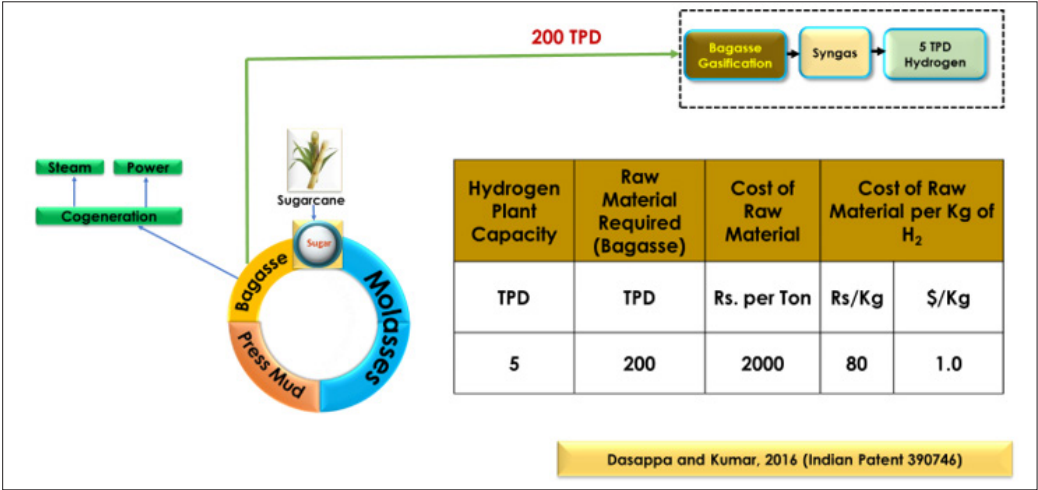 200 TPD
Bagasse
Gasification
Syngas
5 TPD
Hydrogen
Steam
Power
Cogeneration
Sugarcane
Sugar
Bagasse
Molasses
Press Mud
Hydrogen
Plant
Capacity
Raw
Material
Required
(Bagasse)
Cost of
Raw
Material
Cost of Raw
Material per Kg of
H₂
TPD
TPD
Rs. per Ton
Rs/Kg
$/Kg
5
200
2000
80
1.0
Dasappa and Kumar, 2016 (Indian Patent 390746)